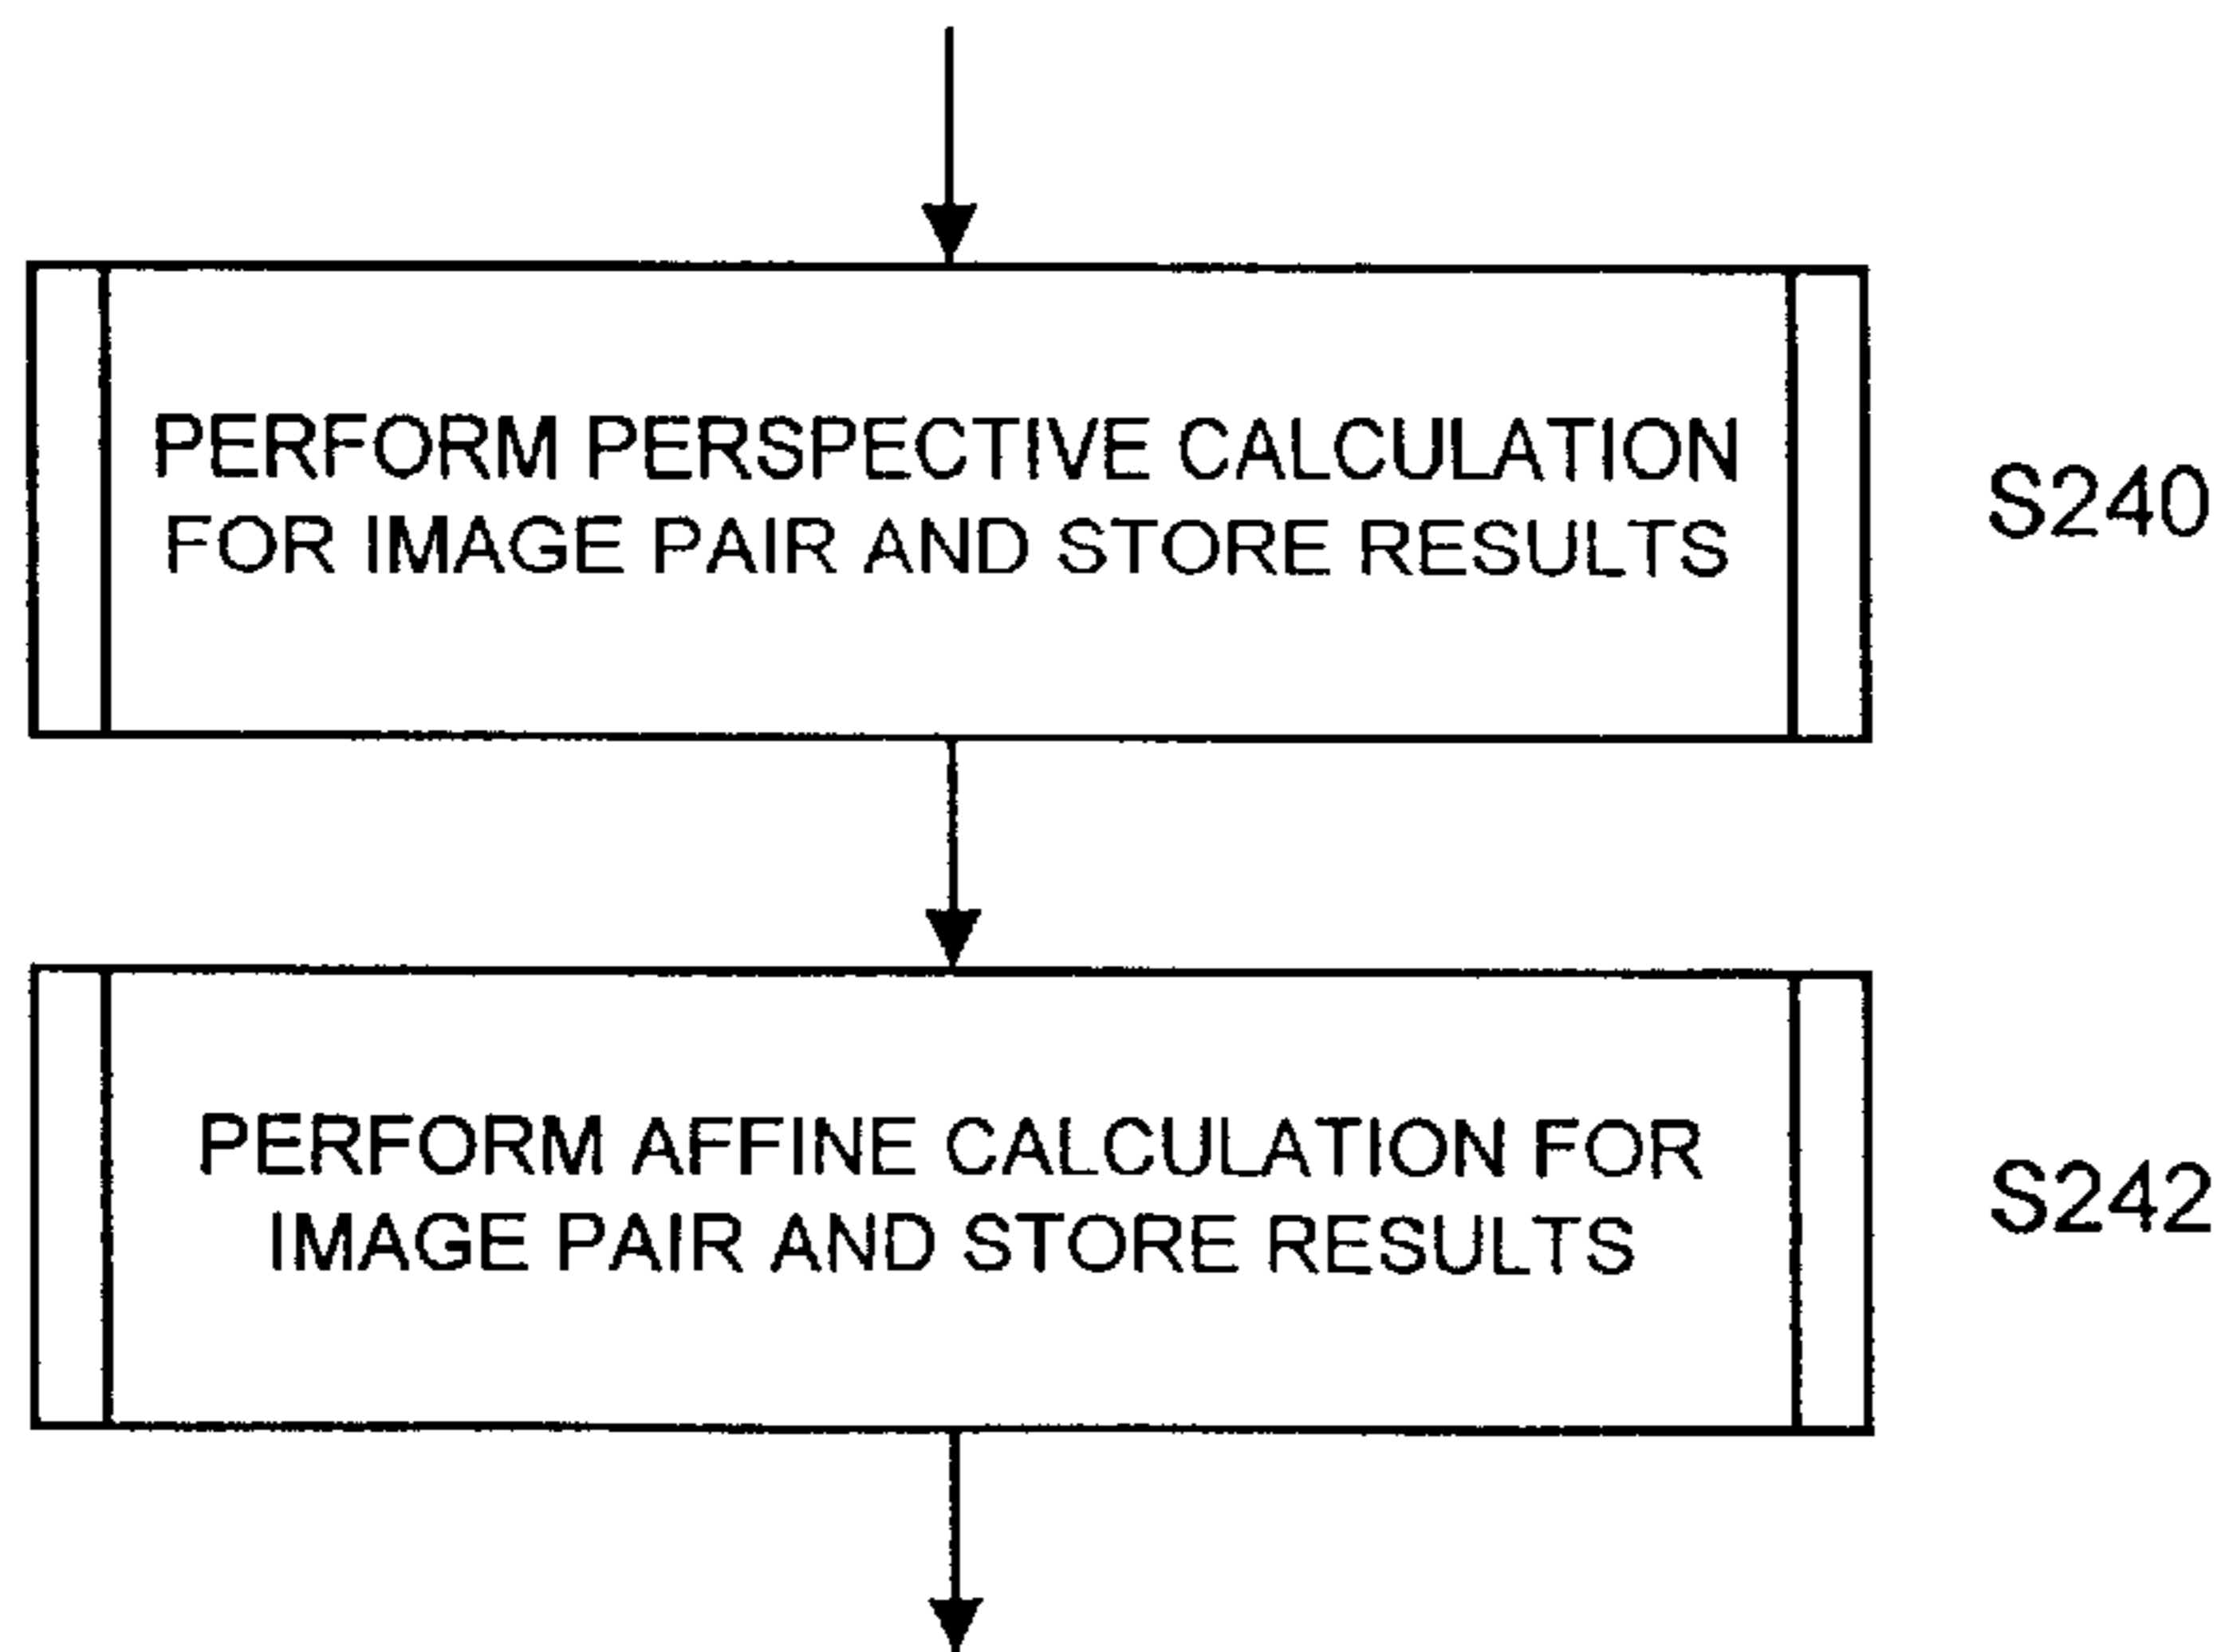 PERFORM PERSPECTIVE CALCULATION
FOR IMAGE PAIR AND STORE RESULTS
S240
PERFORM AFFINE CALCULATION FOR
IMAGE PAIR AND STORE RESULTS
S242